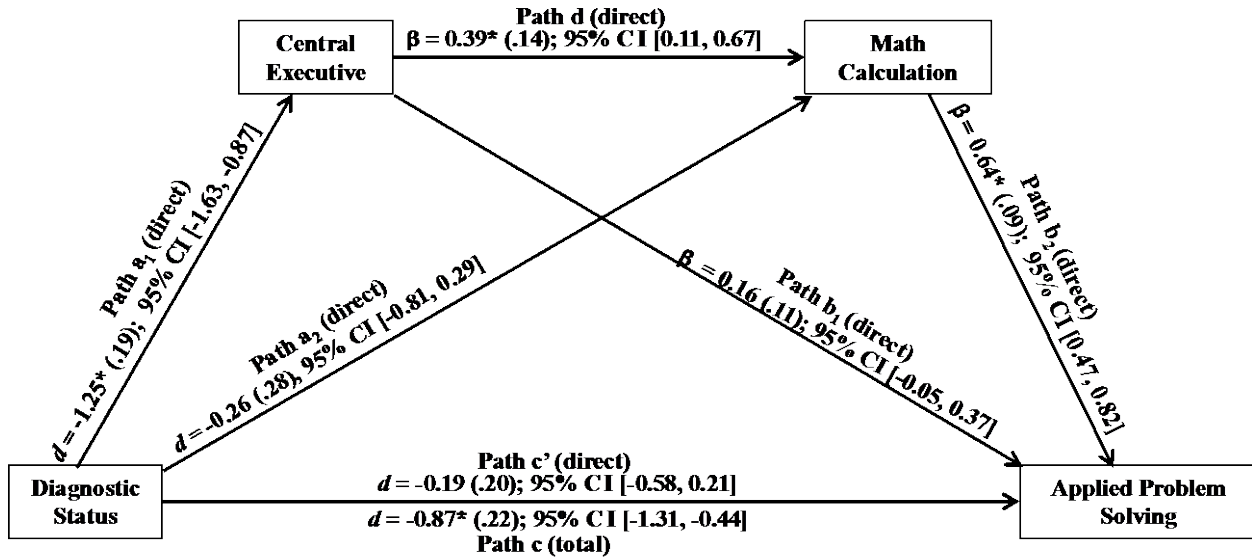 Path d (direct)
β = 0.39* (.14); 95% CI [0.11, 0.67]
Central
Executive
Math
Calculation
Path a₁ (direct)
d = -1.25* (.19); 95% CI [-1.63, -0.87]
Path a₂ (direct)
d = -0.26 (.28), 95% CI [-0.81, 0.29]
Path b₁ (direct)
β = 0.16 (.11); 95% CI [-0.05, 0.37]
Path b₂ (direct)
β = 0.64* (.09); 95% CI [0.47, 0.82]
Diagnostic
Status
Path c’ (direct)
d = -0.19 (.20); 95% CI [-0.58, 0.21]
d = -0.87* (.22); 95% CI [-1.31, -0.44]
Path c (total)
Applied Problem
Solving